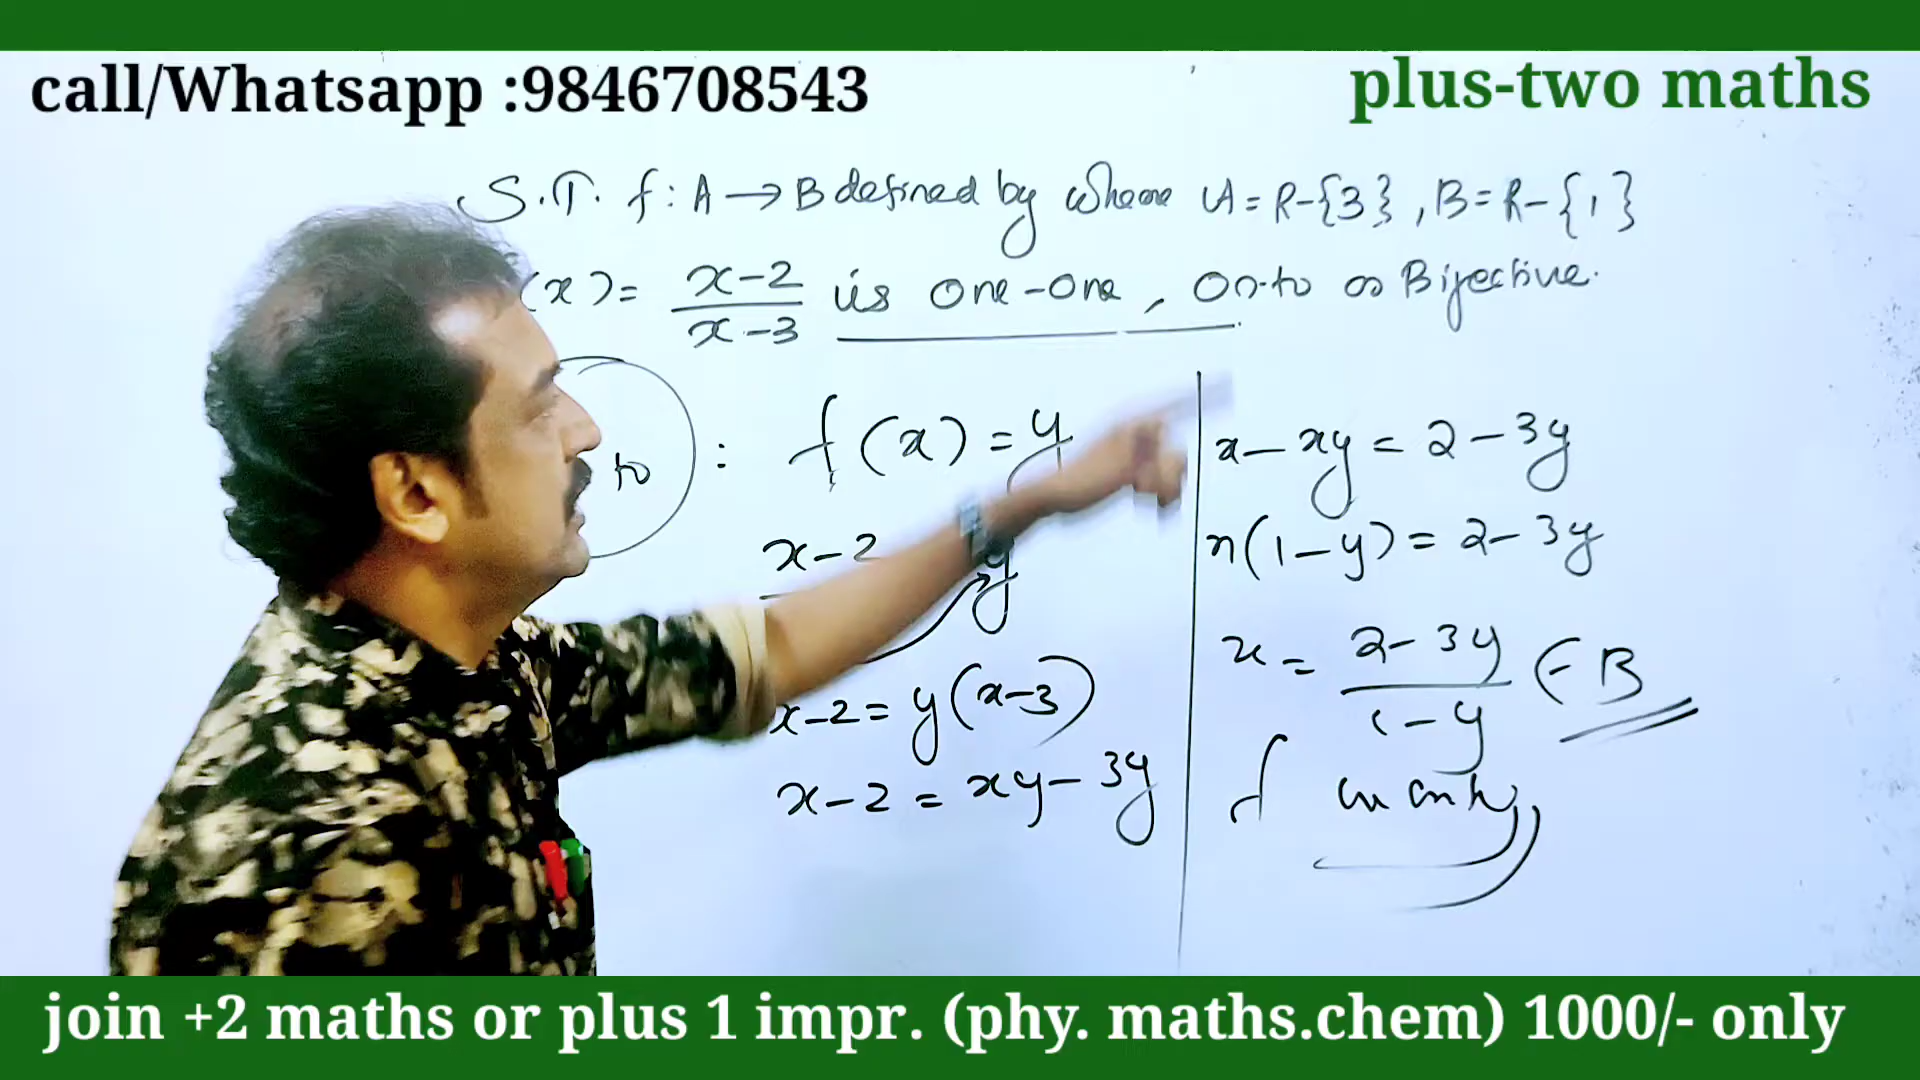 call/Whatsapp :9846708543
plus-two maths
S.T. f : A → B defined by where A = R-{3}, B = R-{1}
(x) = x-2/x-3 is one-one, onto or Bijective.
to : f(x) = y
x-2 y
x-2 = y(x-3)
x-2 = xy-3y
x-xy = 2-3y
x(1-y) = 2-3y
x = 2-3y/1-y ∈ B
f
join +2 maths or plus 1 impr. (phy. maths.chem) 1000/- only